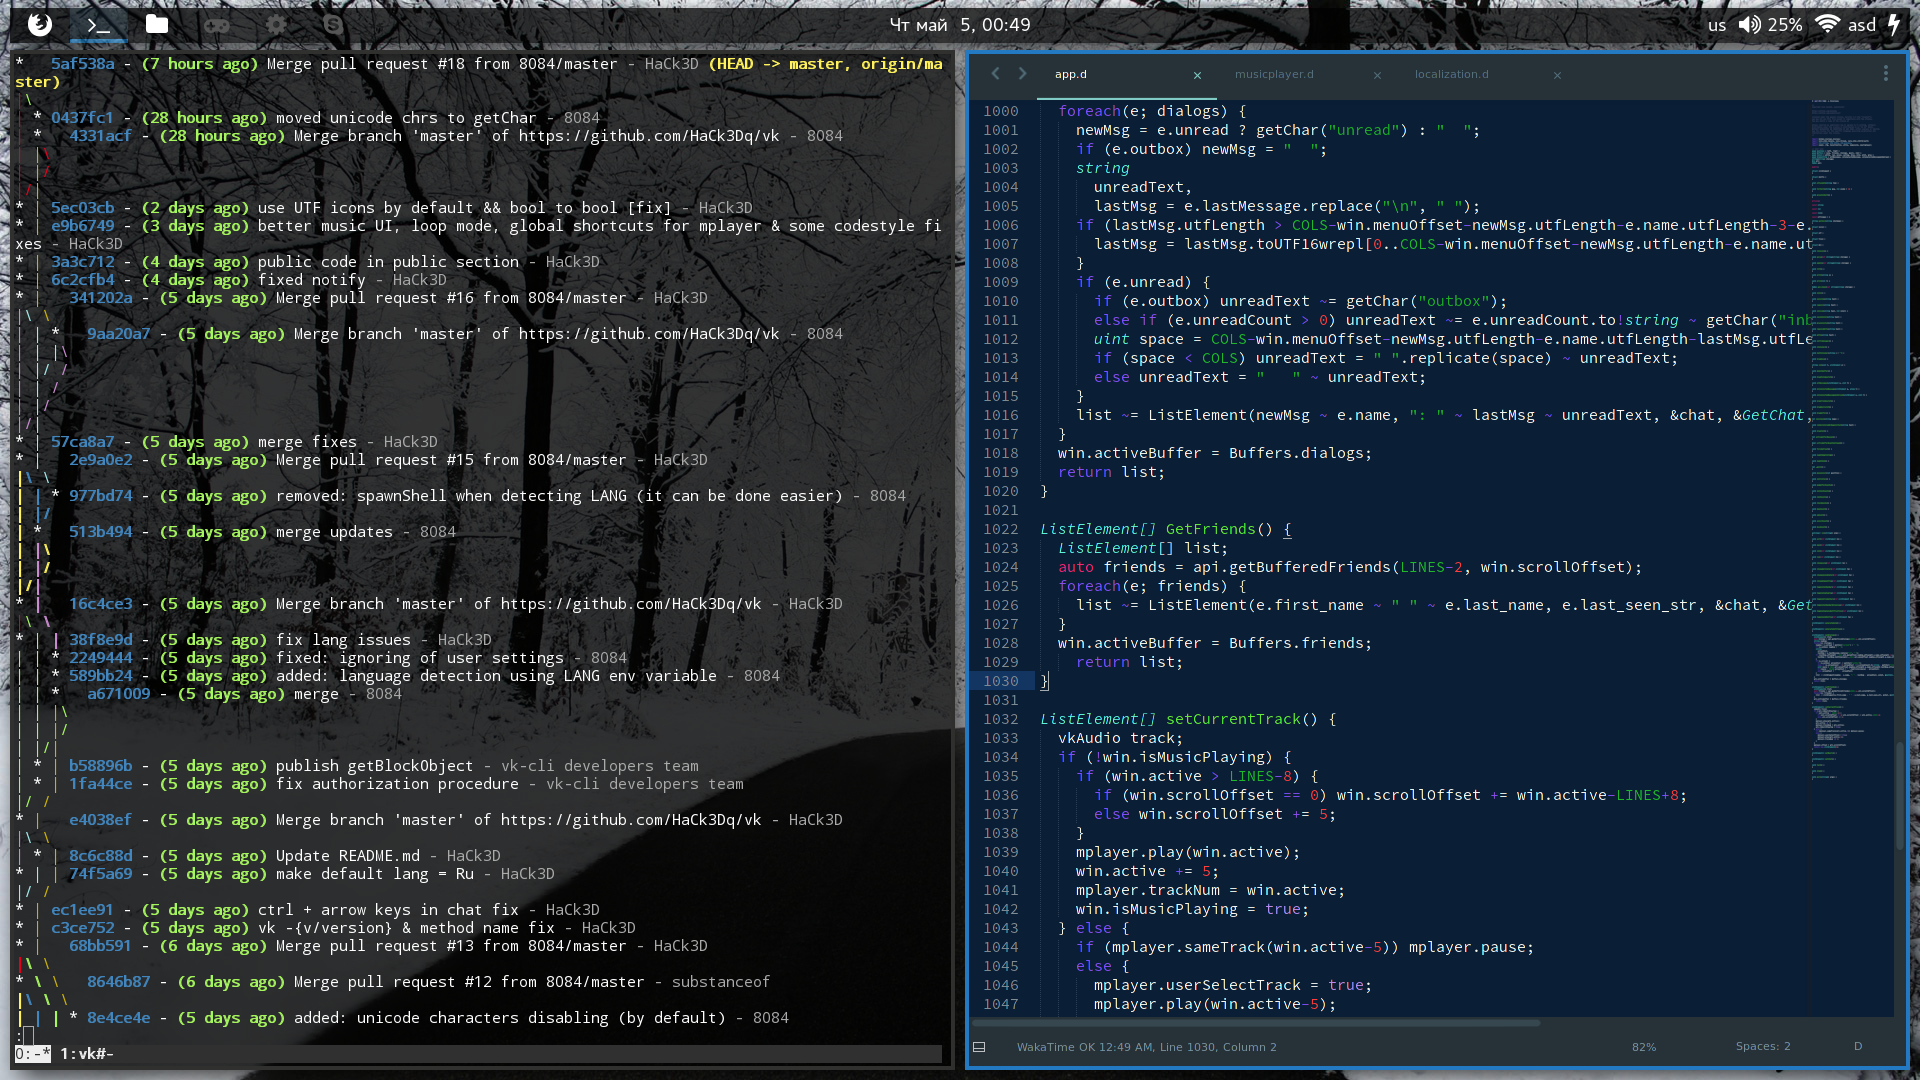 Чт май 5, 00:49
us 25% asd
* 5af538a - (7 hours ago) Merge pull request #18 from 8084/master - HaCk3D (HEAD -> master, origin/ma
ster)
* 0437fc1 - (28 hours ago) moved unicode chrs to getChar - 8084
* 4331acf - (28 hours ago) Merge branch 'master' of https://github.com/HaCk3Dq/vk - 8084
* | 5ec03cb - (2 days ago) use UTF icons by default && bool to bool [fix] - HaCk3D
* | e9b6749 - (3 days ago) better music UI, loop mode, global shortcuts for mplayer & some codestyle fi
xes - HaCk3D
* | 3a3c712 - (4 days ago) public code in public section - HaCk3D
* | 6c2cfb4 - (4 days ago) fixed notify - HaCk3D
* | 341202a - (5 days ago) Merge pull request #16 from 8084/master - HaCk3D
| | * 9aa20a7 - (5 days ago) Merge branch 'master' of https://github.com/HaCk3Dq/vk - 8084
* | 57ca8a7 - (5 days ago) merge fixes - HaCk3D
* | 2e9a0e2 - (5 days ago) Merge pull request #15 from 8084/master - HaCk3D
| | * 977bd74 - (5 days ago) removed: spawnShell when detecting LANG (it can be done easier) - 8084
| * 513b494 - (5 days ago) merge updates - 8084
* | 16c4ce3 - (5 days ago) Merge branch 'master' of https://github.com/HaCk3Dq/vk - HaCk3D
* | | 38f8e9d - (5 days ago) fix lang issues - HaCk3D
| | * 2249444 - (5 days ago) fixed: ignoring of user settings - 8084
| | * 589bb24 - (5 days ago) added: language detection using LANG env variable - 8084
| | * a671009 - (5 days ago) merge - 8084
| * | b58896b - (5 days ago) publish getBlockObject - vk-cli developers team
| * | 1fa44ce - (5 days ago) fix authorization procedure - vk-cli developers team
* | e4038ef - (5 days ago) Merge branch 'master' of https://github.com/HaCk3Dq/vk - HaCk3D
| * | 8c6c88d - (5 days ago) Update README.md - HaCk3D
* | | 74f5a69 - (5 days ago) make default lang = Ru - HaCk3D
* | ec1ee91 - (5 days ago) ctrl + arrow keys in chat fix - HaCk3D
* | c3ce752 - (5 days ago) vk -{v/version} & method name fix - HaCk3D
* | 68bb591 - (6 days ago) Merge pull request #13 from 8084/master - HaCk3D
* \ \ 8646b87 - (6 days ago) Merge pull request #12 from 8084/master - substanceof
| | | * 8e4ce4e - (5 days ago) added: unicode characters disabling (by default) - 8084
:
0:-* 1:vk#-
app.d × musicplayer.d × localization.d ×
1000 foreach(e; dialogs) {
1001 newMsg = e.unread ? getChar("unread") : "  ";
1002 if (e.outbox) newMsg = "  ";
1003 string
1004 unreadText,
1005 lastMsg = e.lastMessage.replace("\n", " ");
1006 if (lastMsg.utfLength > COLS-win.menuOffset-newMsg.utfLength-e.name.utfLength-3-e.
1007 lastMsg = lastMsg.toUTF16wrepl[0..COLS-win.menuOffset-newMsg.utfLength-e.name.ut
1008 }
1009 if (e.unread) {
1010 if (e.outbox) unreadText ~= getChar("outbox");
1011 else if (e.unreadCount > 0) unreadText ~= e.unreadCount.to!string ~ getChar("inb
1012 uint space = COLS-win.menuOffset-newMsg.utfLength-e.name.utfLength-lastMsg.utfLe
1013 if (space < COLS) unreadText = " ".replicate(space) ~ unreadText;
1014 else unreadText = "   " ~ unreadText;
1015 }
1016 list ~= ListElement(newMsg ~ e.name, ": " ~ lastMsg ~ unreadText, &chat, &GetChat,
1017 }
1018 win.activeBuffer = Buffers.dialogs;
1019 return list;
1020 }
1021
1022 ListElement[] GetFriends() {
1023 ListElement[] list;
1024 auto friends = api.getBufferedFriends(LINES-2, win.scrollOffset);
1025 foreach(e; friends) {
1026 list ~= ListElement(e.first_name ~ " " ~ e.last_name, e.last_seen_str, &chat, &Get
1027 }
1028 win.activeBuffer = Buffers.friends;
1029 return list;
1030 }
1031
1032 ListElement[] setCurrentTrack() {
1033 vkAudio track;
1034 if (!win.isMusicPlaying) {
1035 if (win.active > LINES-8) {
1036 if (win.scrollOffset == 0) win.scrollOffset += win.active-LINES+8;
1037 else win.scrollOffset += 5;
1038 }
1039 mplayer.play(win.active);
1040 win.active += 5;
1041 mplayer.trackNum = win.active;
1042 win.isMusicPlaying = true;
1043 } else {
1044 if (mplayer.sameTrack(win.active-5)) mplayer.pause;
1045 else {
1046 mplayer.userSelectTrack = true;
1047 mplayer.play(win.active-5);
WakaTime OK 12:49 AM, Line 1030, Column 2 82% Spaces: 2 D